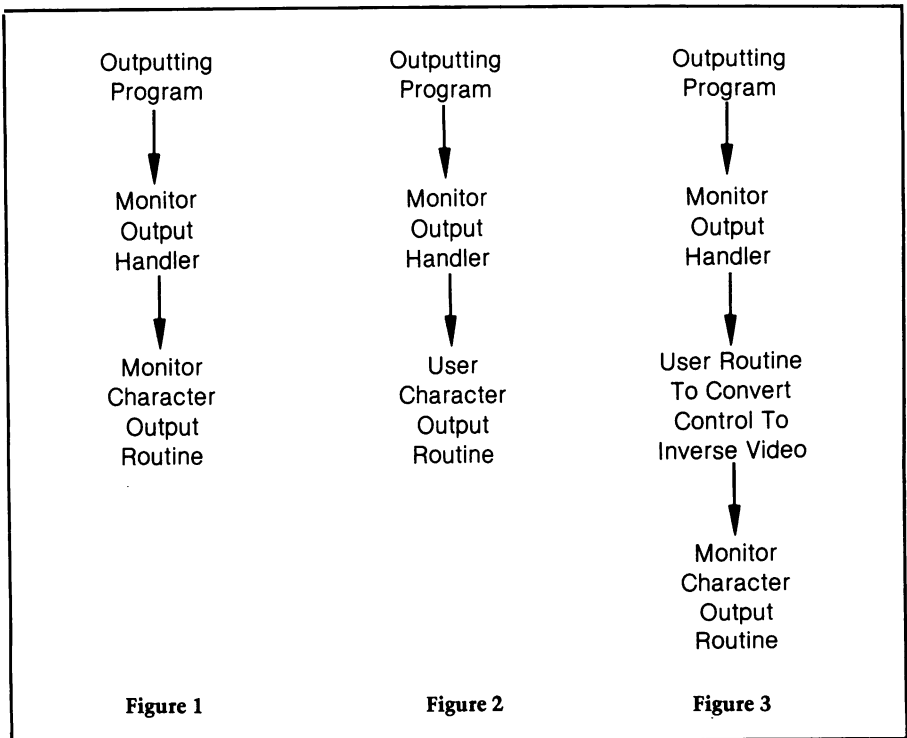 Outputting
Program
Monitor
Output
Handler
Monitor
Character
Output
Routine
Figure 1
Outputting
Program
Monitor
Output
Handler
User
Character
Output
Routine
Figure 2
Outputting
Program
Monitor
Output
Handler
User Routine
To Convert
Control To
Inverse Video
Monitor
Character
Output
Routine
Figure 3